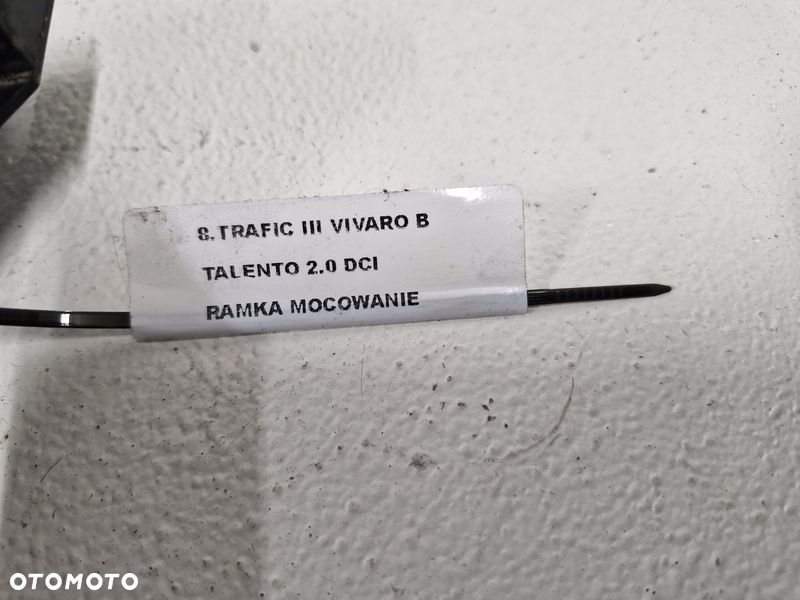 8.TRAFIC III VIVARO B
TALENTO 2.0 DCI
RAMKA MOCOWANIE
OTOMOTO